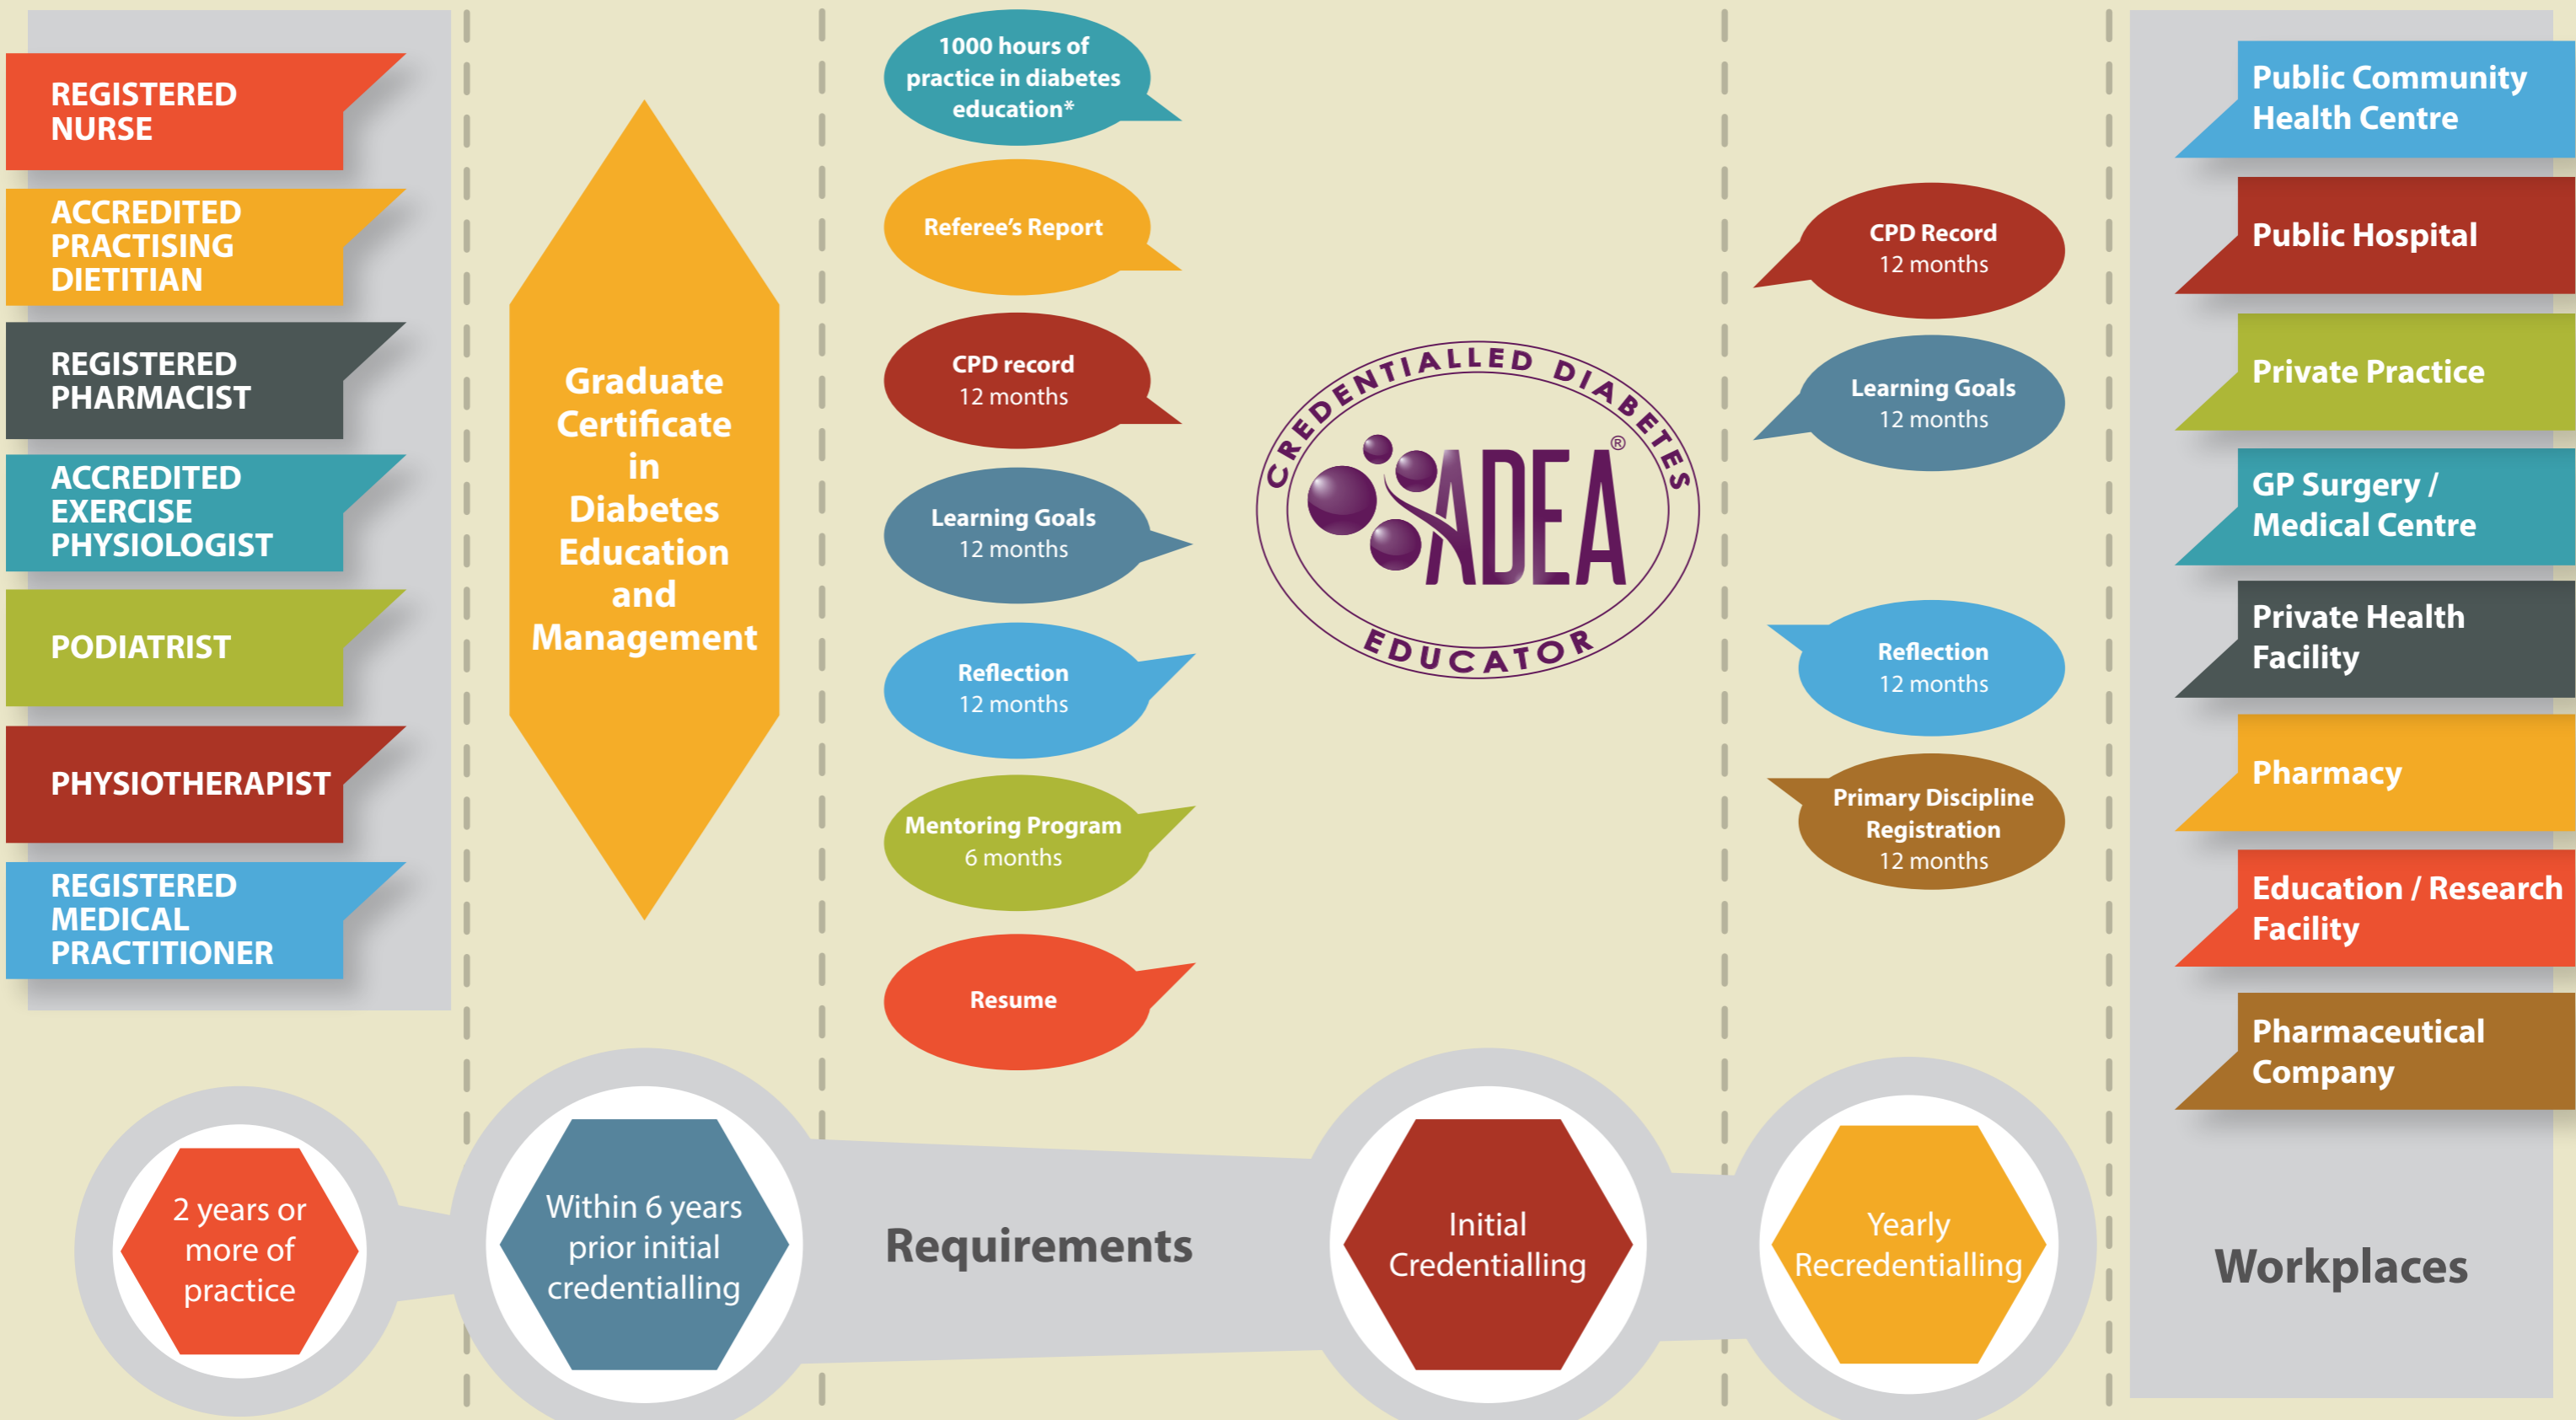 REGISTERED
NURSE
ACCREDITED
PRACTISING
DIETITIAN
REGISTERED
PHARMACIST
ACCREDITED
EXERCISE
PHYSIOLOGIST
PODIATRIST
PHYSIOTHERAPIST
REGISTERED
MEDICAL
PRACTITIONER
2 years or
more of
practice
Graduate
Certificate
in
Diabetes
Education
and
Management
Within 6 years
prior initial
credentialling
1000 hours of
practice in diabetes
education*
Referee's Report
CPD record
12 months
Learning Goals
12 months
Reflection
12 months
Mentoring Program
6 months
Resume
Requirements
CREDENTIALLED DIABETES
ADEA®
EDUCATOR
Initial
Credentialling
CPD Record
12 months
Learning Goals
12 months
Reflection
12 months
Primary Discipline
Registration
12 months
Yearly
Recredentialling
Public Community
Health Centre
Public Hospital
Private Practice
GP Surgery /
Medical Centre
Private Health
Facility
Pharmacy
Education / Research
Facility
Pharmaceutical
Company
Workplaces